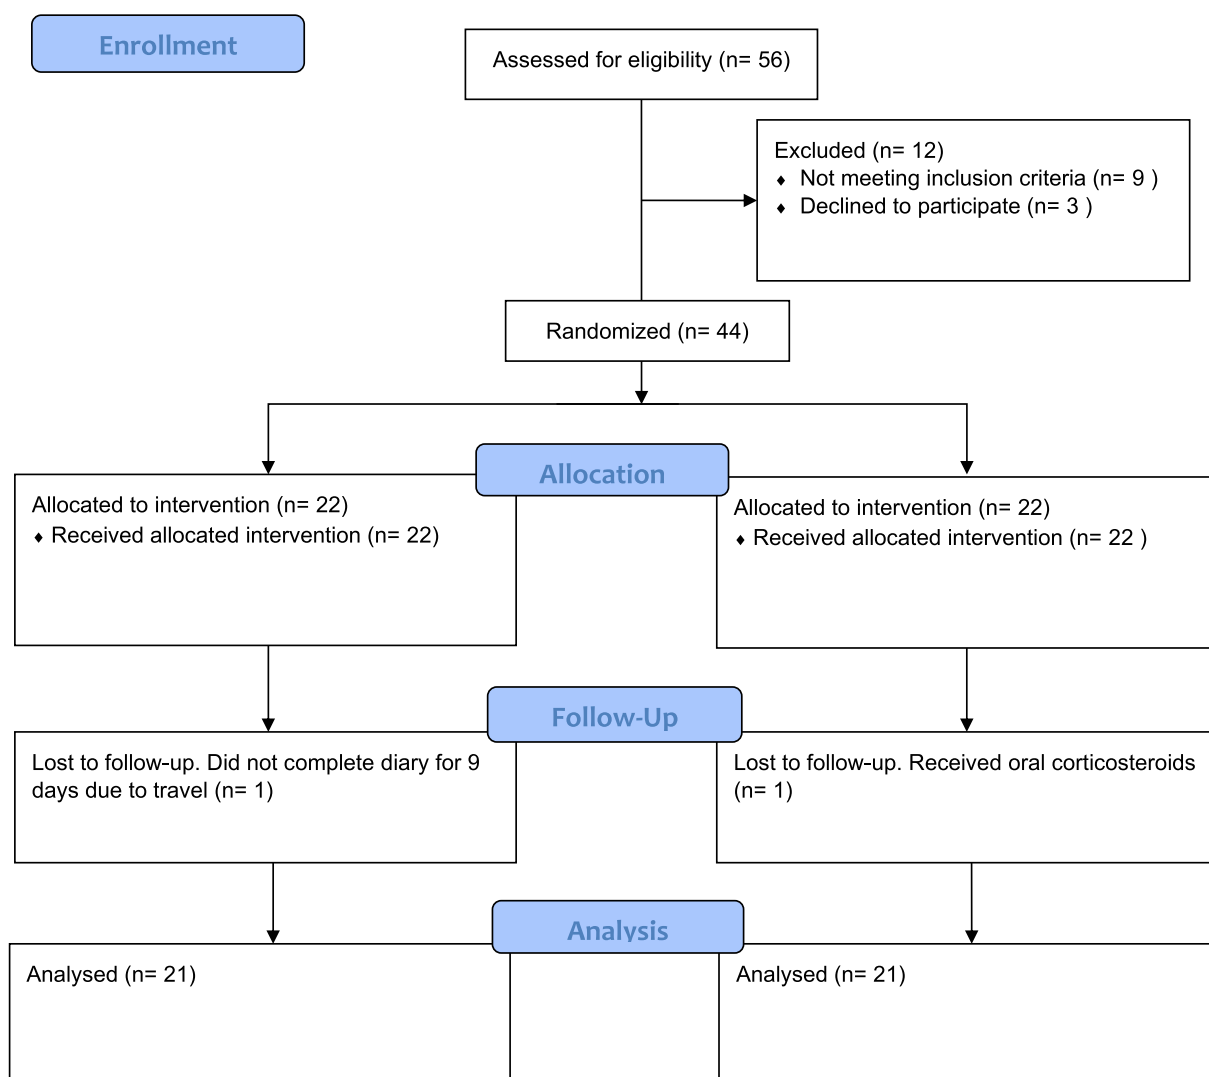 Enrollment
Assessed for eligibility (n= 56)
Excluded (n= 12)
♦ Not meeting inclusion criteria (n= 9 )
♦ Declined to participate (n= 3 )
Randomized (n= 44)
Allocation
Allocated to intervention (n= 22)
♦ Received allocated intervention (n= 22)
Allocated to intervention (n= 22)
♦ Received allocated intervention (n= 22 )
Follow-Up
Lost to follow-up. Did not complete diary for 9
days due to travel (n= 1)
Lost to follow-up. Received oral corticosteroids
(n= 1)
Analysis
Analysed (n= 21)
Analysed (n= 21)